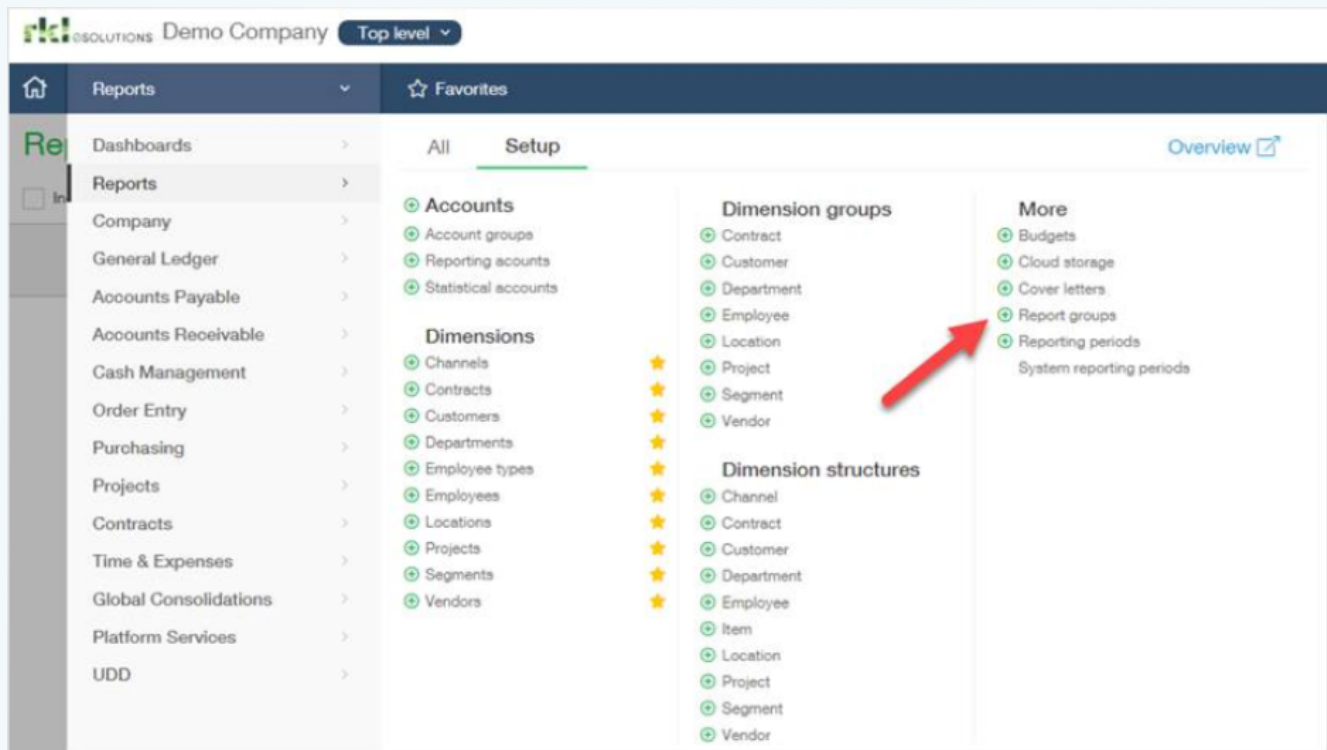 rkl eSOLUTIONS Demo Company Top level
Reports
Favorites
Re
In
Dashboards
Reports
Company
General Ledger
Accounts Payable
Accounts Receivable
Cash Management
Order Entry
Purchasing
Projects
Contracts
Time & Expenses
Global Consolidations
Platform Services
UDD
All Setup
Overview
Accounts
Account groups
Reporting acounts
Statistical accounts
Dimensions
Channels
Contracts
Customers
Departments
Employee types
Employees
Locations
Projects
Segments
Vendors
Dimension groups
Contract
Customer
Department
Employee
Location
Project
Segment
Vendor
Dimension structures
Channel
Contract
Customer
Department
Employee
Item
Location
Project
Segment
Vendor
More
Budgets
Cloud storage
Cover letters
Report groups
Reporting periods
System reporting periods